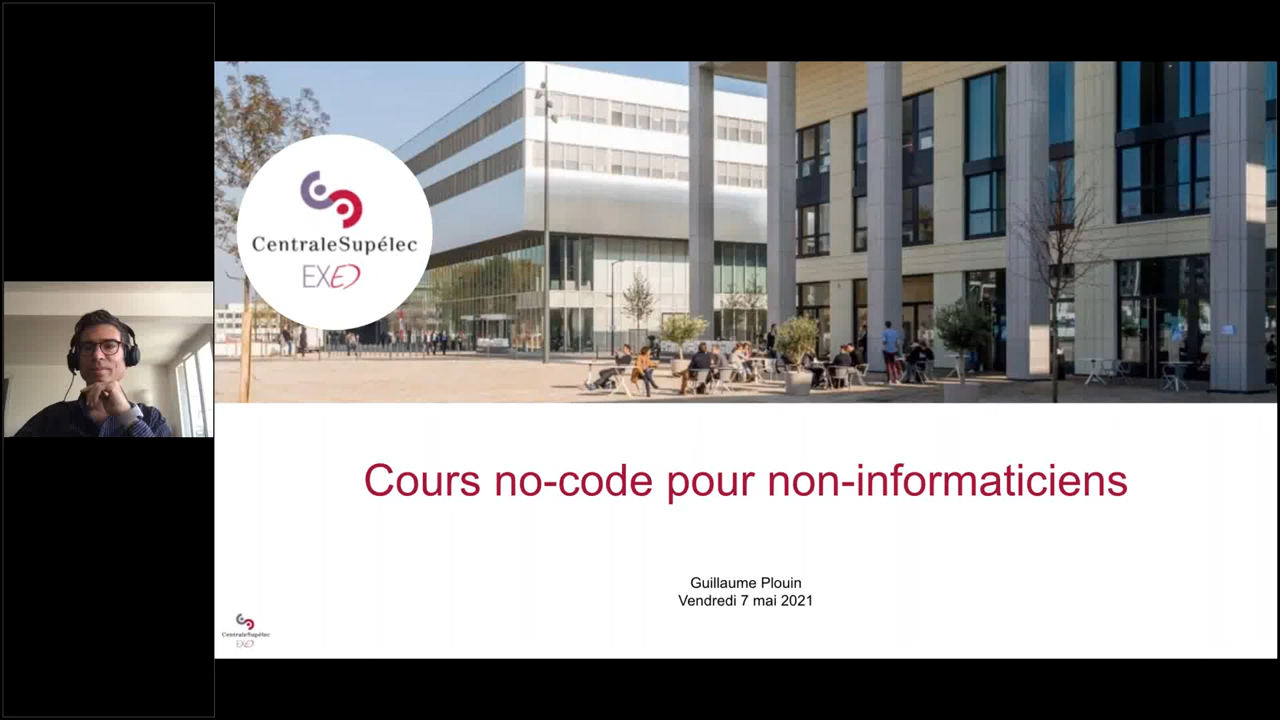 CentraleSupélec
EXED
Cours no-code pour non-informaticiens
Guillaume Plouin
Vendredi 7 mai 2021
CentraleSupélec
EXED